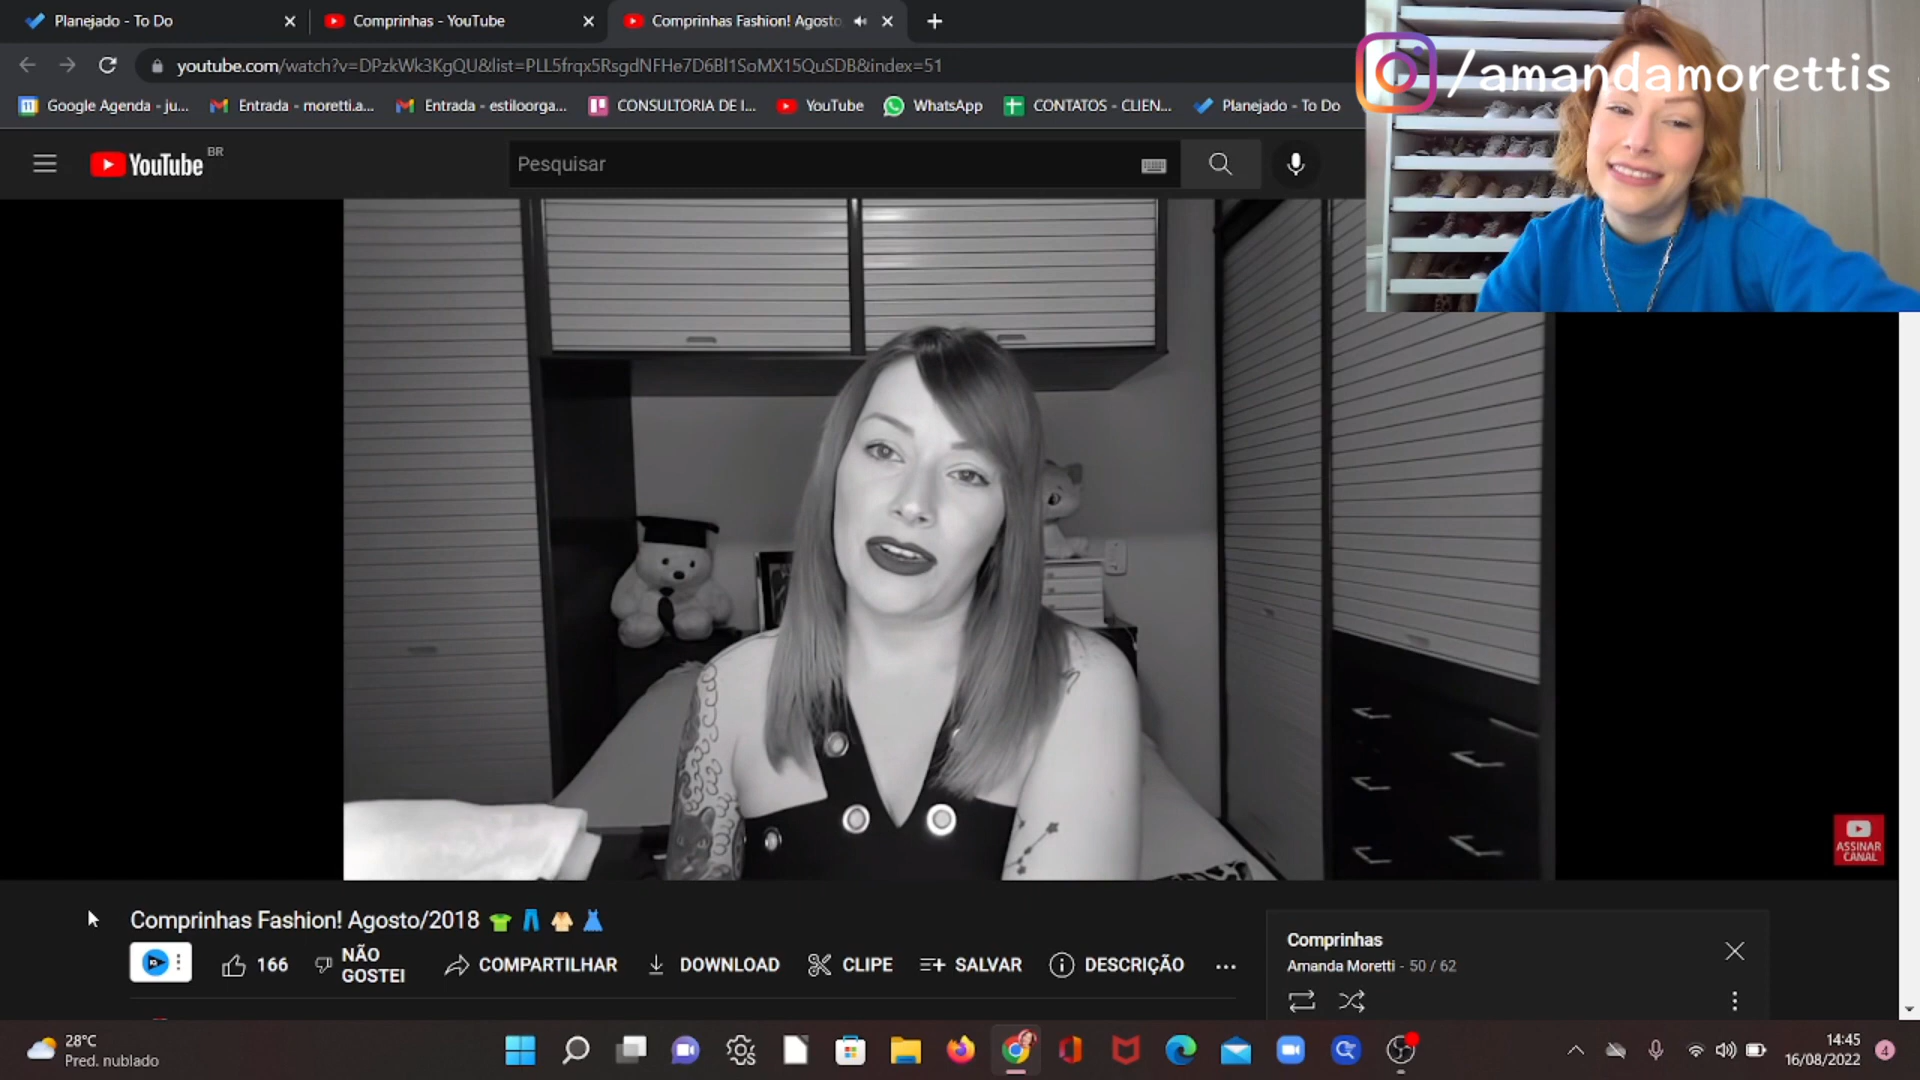 Planejado - To Do
Comprinhas - YouTube
Comprinhas Fashion! Agosto
youtube.com/watch?v=DPzkWk3KgQU&list=PLL5frqx5RsgdNFHe7D6Bl1SoMX15QuSDB&index=51
/amandamorettis
Google Agenda - ju...
Entrada - moretti.a...
Entrada - estiloorga...
CONSULTORIA DE I...
YouTube
WhatsApp
CONTATOS - CLIEN...
Planejado - To Do
YouTube BR
Pesquisar
ASSINAR
CANAL
Comprinhas Fashion! Agosto/2018
166
NÃO
GOSTEI
COMPARTILHAR
DOWNLOAD
CLIPE
SALVAR
DESCRIÇÃO
Comprinhas
Amanda Moretti - 50 / 62
28°C
Pred. nublado
14:45
16/08/2022
4